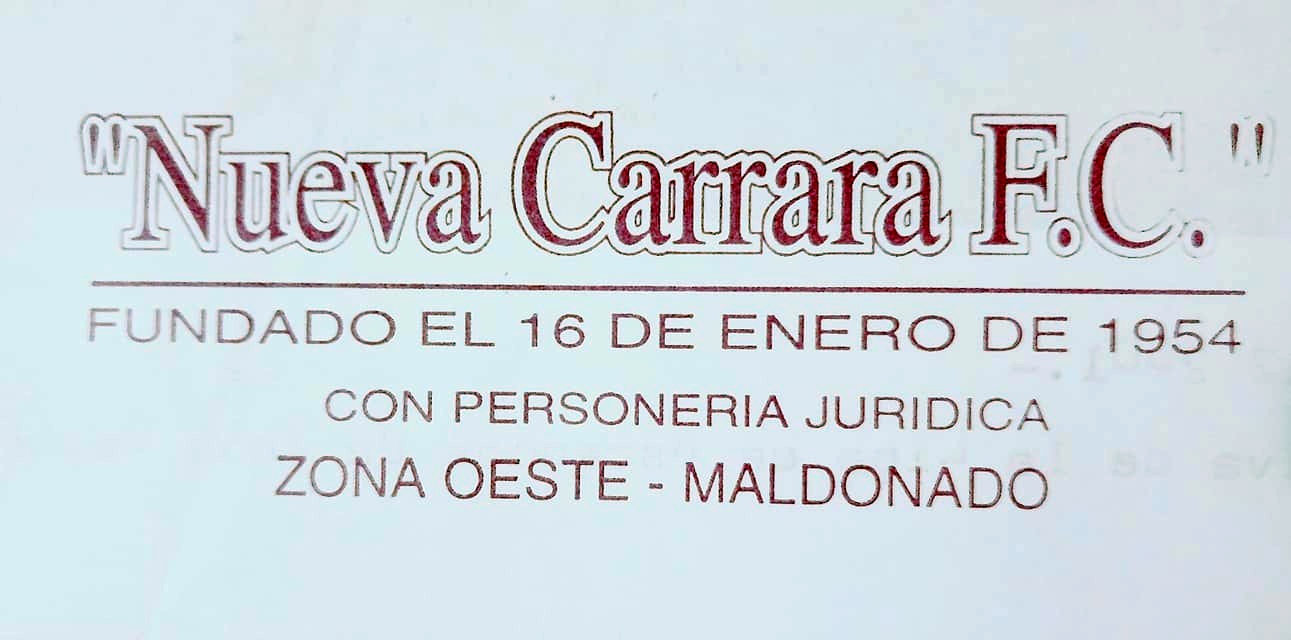 "Nueva Carrara F.C."
FUNDADO EL 16 DE ENERO DE 1954
CON PERSONERIA JURIDICA
ZONA OESTE - MALDONADO